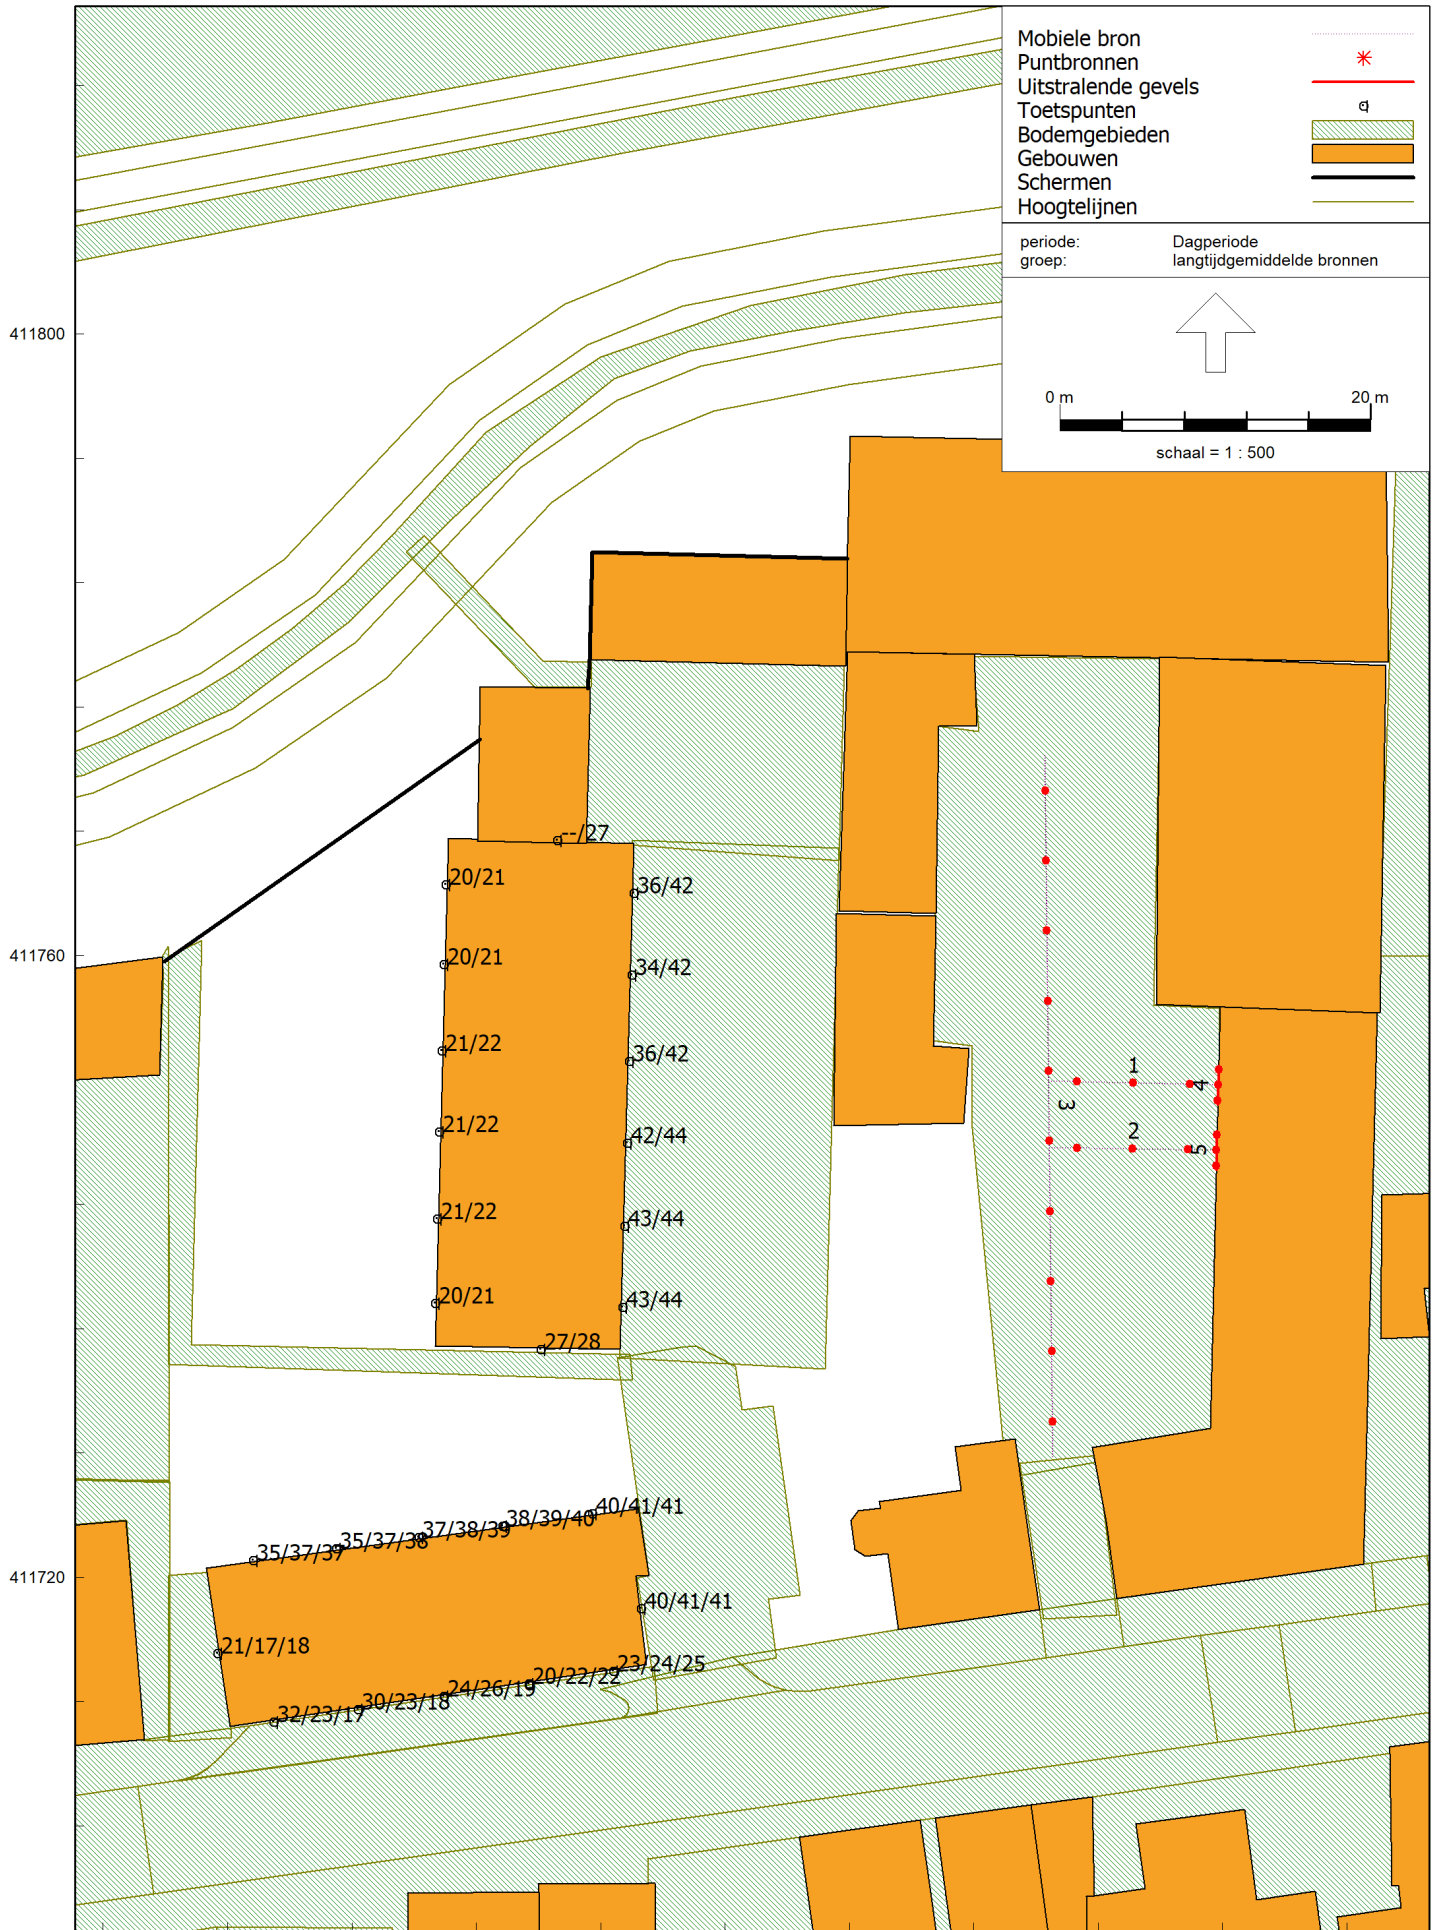 Mobiele bron
Puntbronnen
Uitstralende gevels
Toetspunten
Bodemgebieden
Gebouwen
Schermen
Hoogtelijnen
periode: Dagperiode
groep: langtijdgemiddelde bronnen
0 m 20 m
schaal = 1 : 500
411800
--/27
20/21
36/42
411760
20/21
34/42
21/22
36/42
1
4
3
21/22
42/44
2
5
21/22
43/44
20/21
43/44
27/28
40/41/41
38/39/40
37/38/39
35/37/38
35/37/37
411720
40/41/41
21/17/18
23/24/25
20/22/22
24/26/19
30/23/18
32/23/19